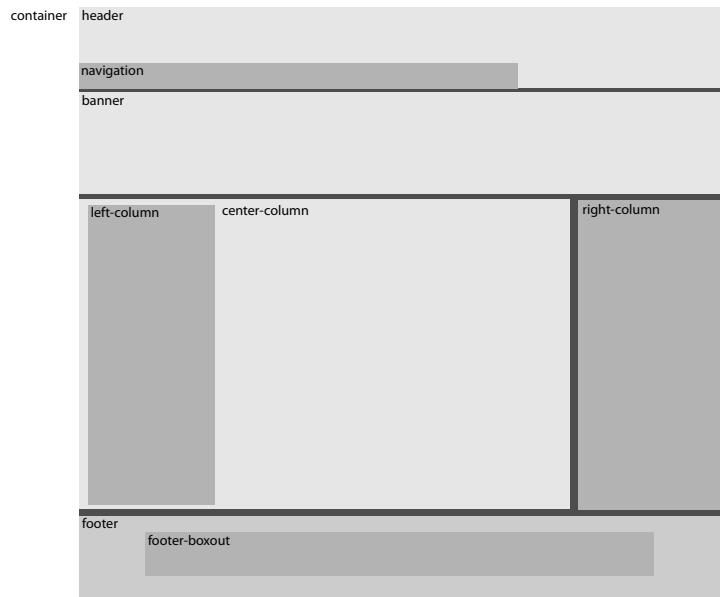 container
header
navigation
banner
left-column
center-column
right-column
footer
footer-boxout